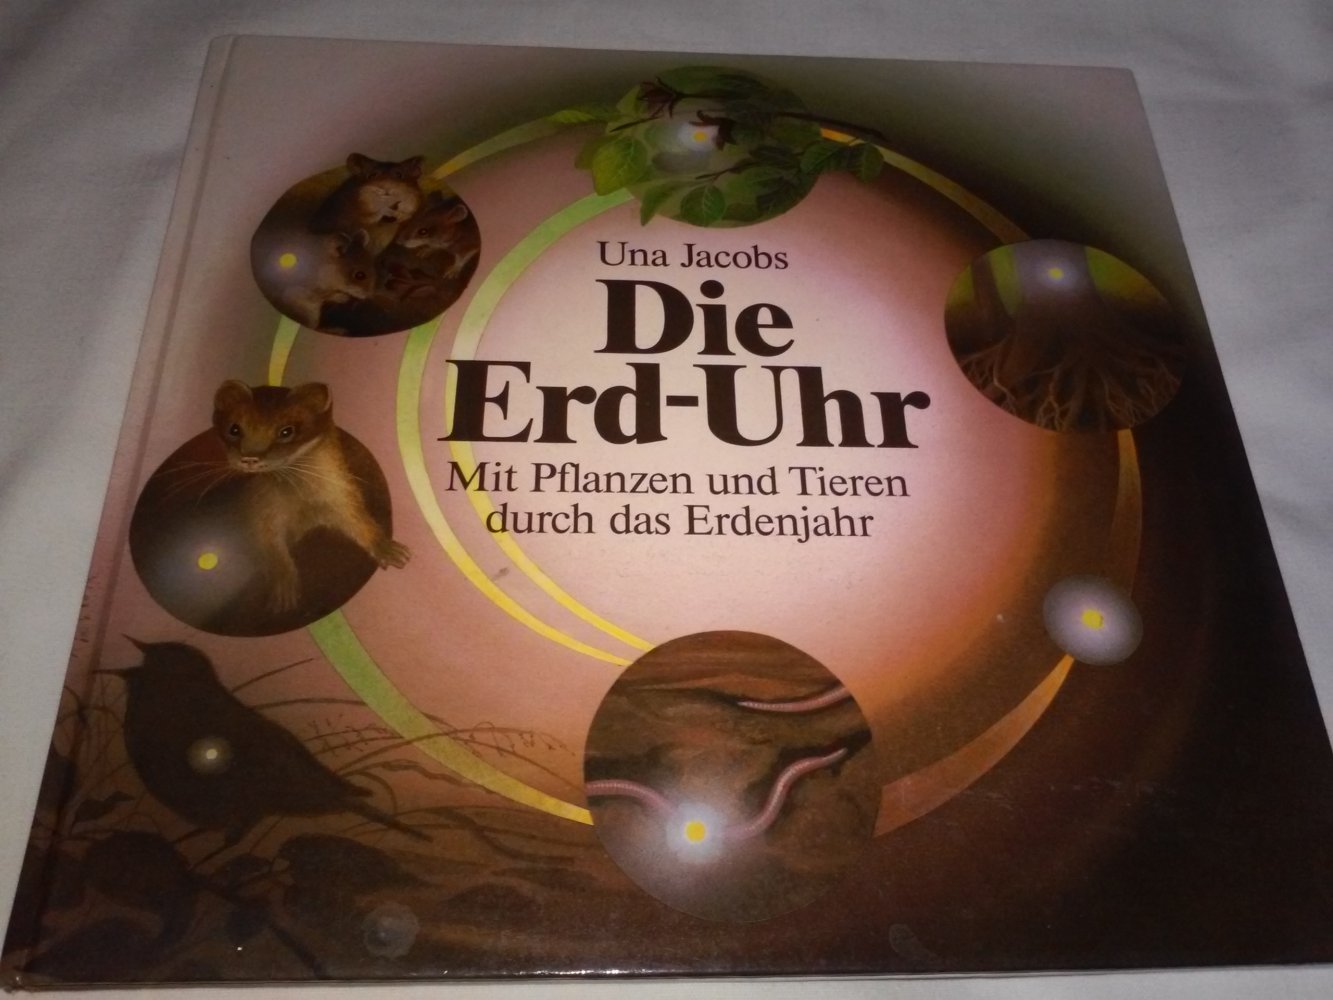 Una Jacobs
Die
Erd-Uhr
Mit Pflanzen und Tieren
durch das Erdenjahr